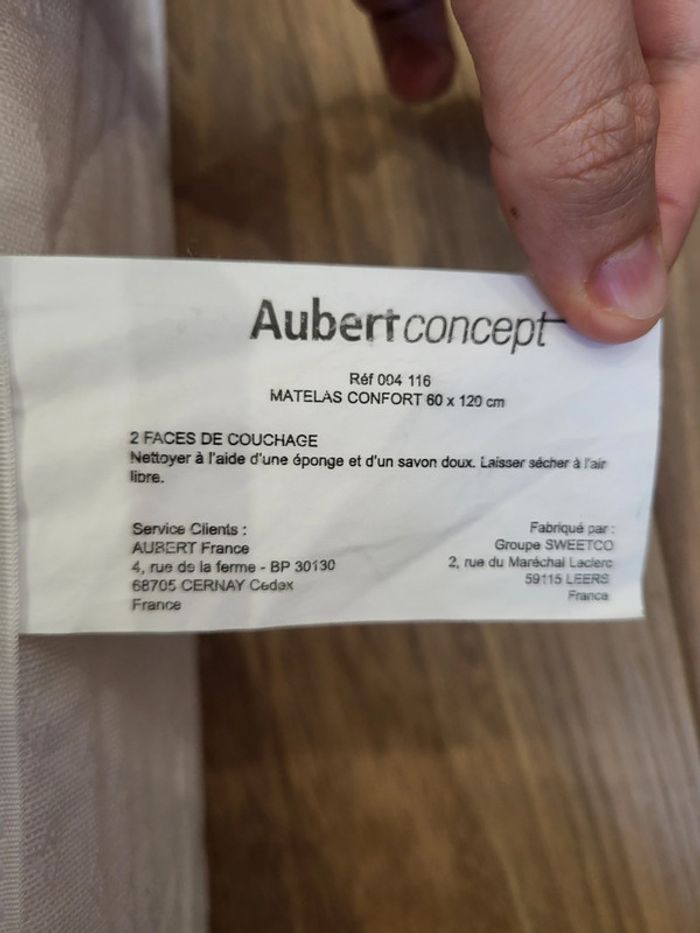 Aubert concept
Réf 004 116
MATELAS CONFORT 60 x 120 cm
2 FACES DE COUCHAGE
Nettoyer à l'aide d'une éponge et d'un savon doux. Laisser sécher à l'air
libre.
Service Clients :
AUBERT France
4, rue de la ferme - BP 30130
68705 CERNAY Cedex
France
Fabriqué par :
Groupe SWEETCO
2, rue du Maréchal Leclerc
59115 LEERS
France